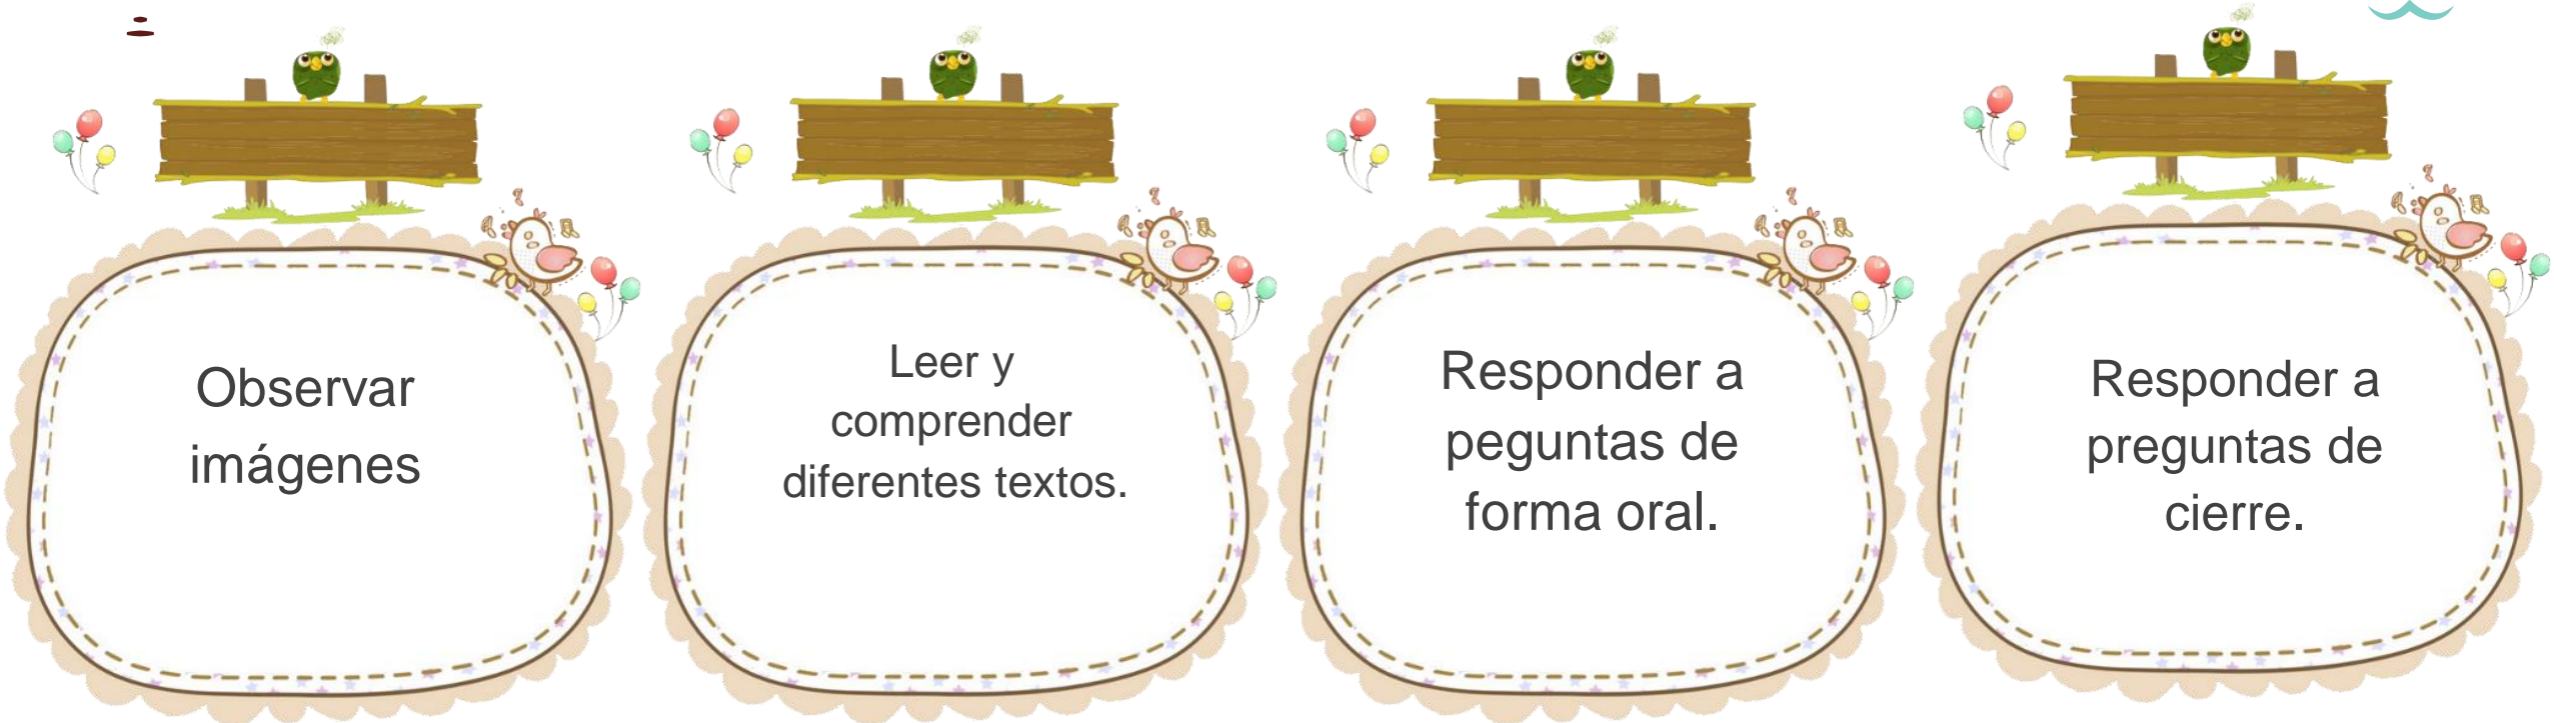 Observar
imágenes
Leer y
comprender
diferentes textos.
Responder a
peguntas de
forma oral.
Responder a
preguntas de
cierre.